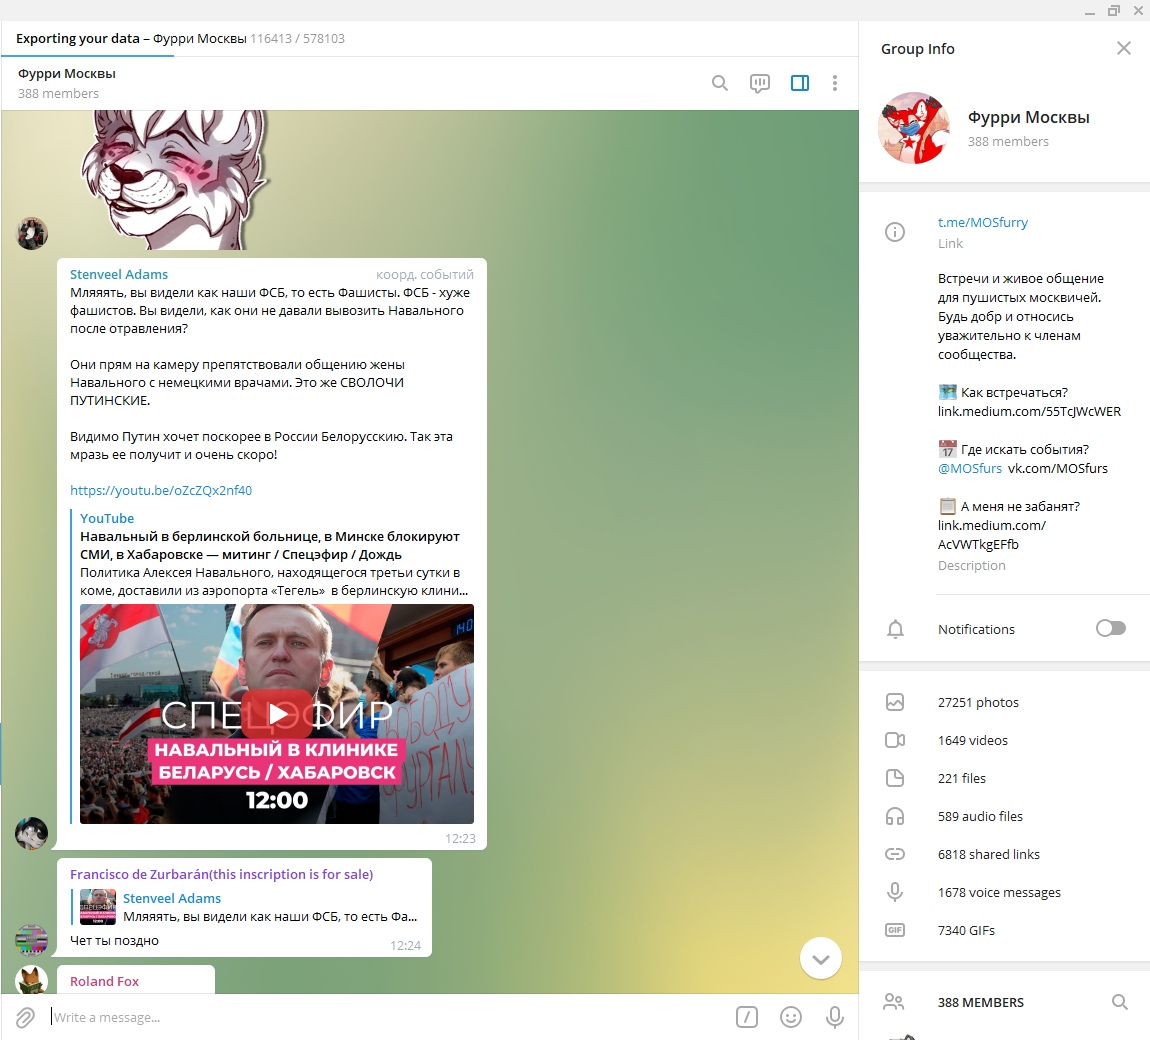 Exporting your data – Фурри Москвы 116413 / 578103
Фурри Москвы
388 members
Stenveel Adams
коорд. событий
Мляяять, вы видели как наши ФСБ, то есть Фашисты. ФСБ - хуже
фашистов. Вы видели, как они не давали вывозить Навального
после отравления?
Они прям на камеру препятствовали общению жены
Навального с немецкими врачами. Это же СВОЛОЧИ
ПУТИНСКИЕ.
Видимо Путин хочет поскорее в России Белорусскию. Так эта
мразь ее получит и очень скоро!
https://youtu.be/oZcZQx2nf40
YouTube
Навальный в берлинской больнице, в Минске блокируют
СМИ, в Хабаровске — митинг / Спецэфир / Дождь
Политика Алексея Навального, находящегося третьи сутки в
коме, доставили из аэропорта «Тегель» в берлинскую клини...
СПЕЦЭФИР
НАВАЛЬНЫЙ В КЛИНИКЕ
БЕЛАРУСЬ / ХАБАРОВСК
12:00
12:23
Francisco de Zurbarán(this inscription is for sale)
Stenveel Adams
Мляяять, вы видели как наши ФСБ, то есть Фа...
Чет ты поздно
12:24
Roland Fox
Write a message...
Group Info
Фурри Москвы
388 members
t.me/MOSfurry
Link
Встречи и живое общение
для пушистых москвичей.
Будь добр и относись
уважительно к членам
сообщества.
Как встречаться?
link.medium.com/55TcJWcWER
17 Где искать события?
@MOSfurs vk.com/MOSfurs
А меня не забанят?
link.medium.com/
AcVWTkgEFfb
Description
Notifications
27251 photos
1649 videos
221 files
589 audio files
6818 shared links
1678 voice messages
GIF 7340 GIFs
388 MEMBERS